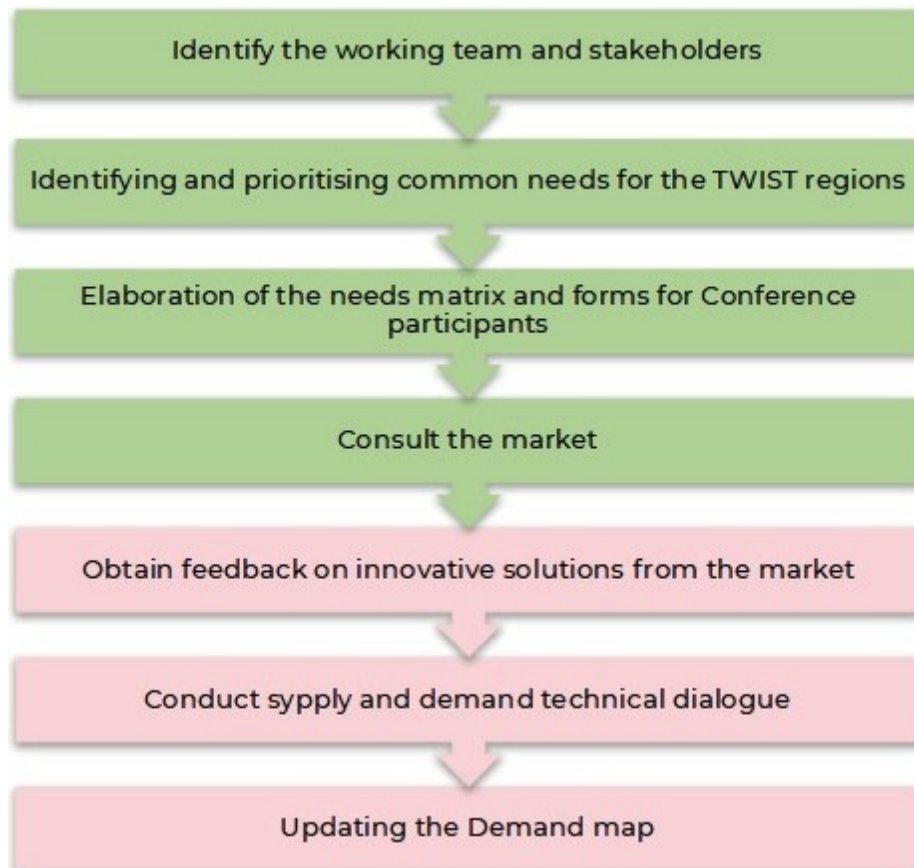 Identify the working team and stakeholders
Identifying and prioritising common needs for the TWIST regions
Elaboration of the needs matrix and forms for Conference
participants
Consult the market
Obtain feedback on innovative solutions from the market
Conduct sypply and demand technical dialogue
Updating the Demand map